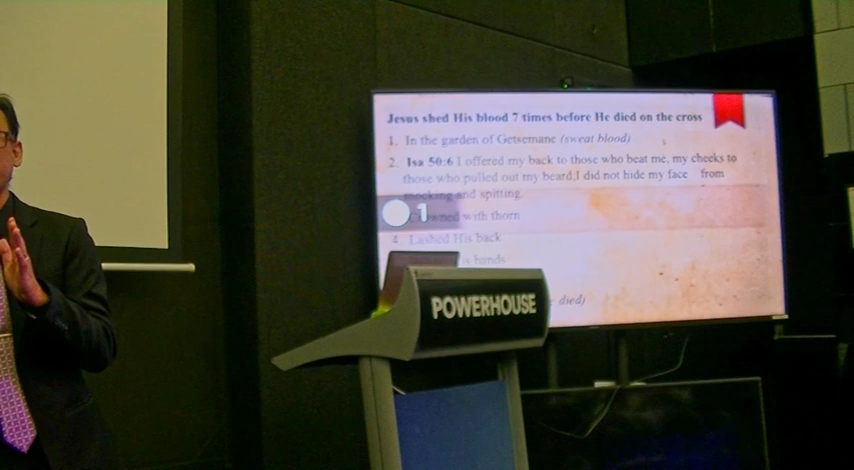 Jesus shed His blood 7 times before He died on the cross
1. In the garden of Getsemane (sweat blood)
2. Isa 50:6 I offered my back to those who beat me, my cheeks to
those who pulled out my beard,I did not hide my face from
mocking and spitting.
1
with thorn
4 Lashed His back
hands
died)
POWERHOUSE